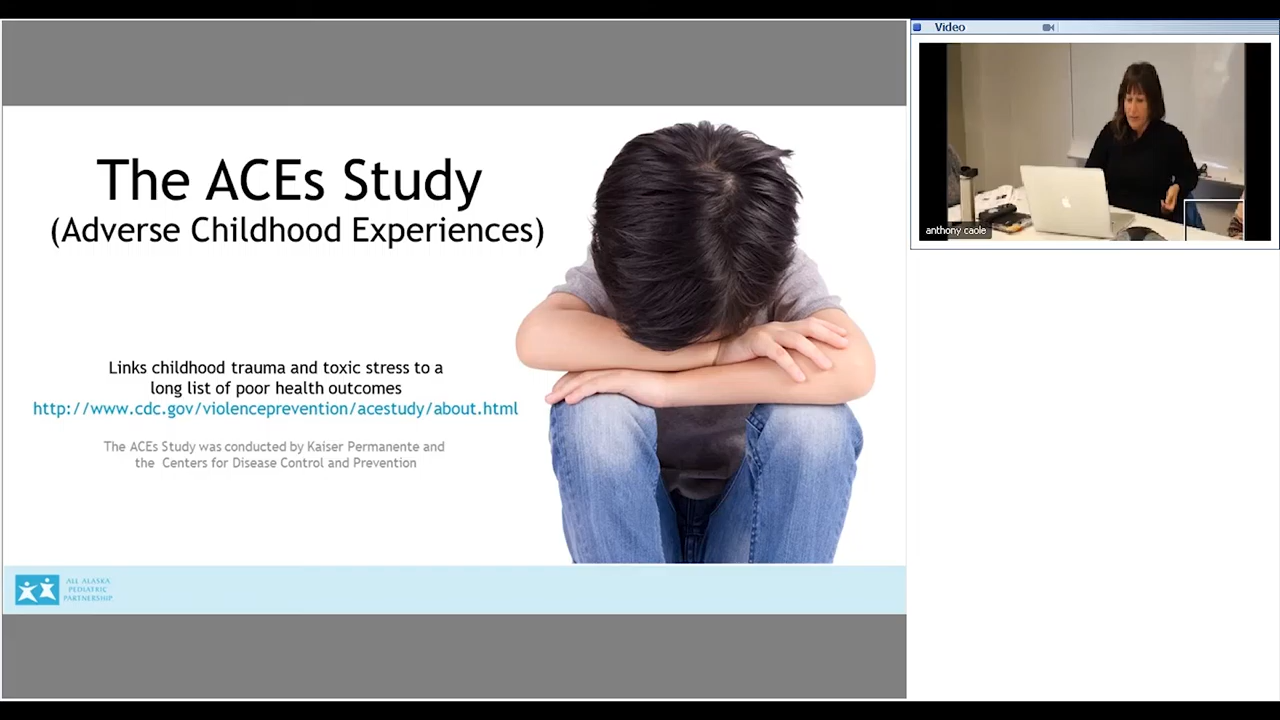 The ACEs Study
(Adverse Childhood Experiences)
Links childhood trauma and toxic stress to a
long list of poor health outcomes
http://www.cdc.gov/violenceprevention/acestudy/about.html
The ACEs Study was conducted by Kaiser Permanente and
the Centers for Disease Control and Prevention
ALL ALASKA
PEDIATRIC
PARTNERSHIP
Video
anthony caole